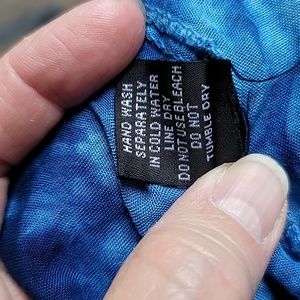 HAND WASH
SEPARATELY
IN COLD WATER
LINE DRY
DO NOT USE BLEACH
DO NOT
TUMBLE DRY